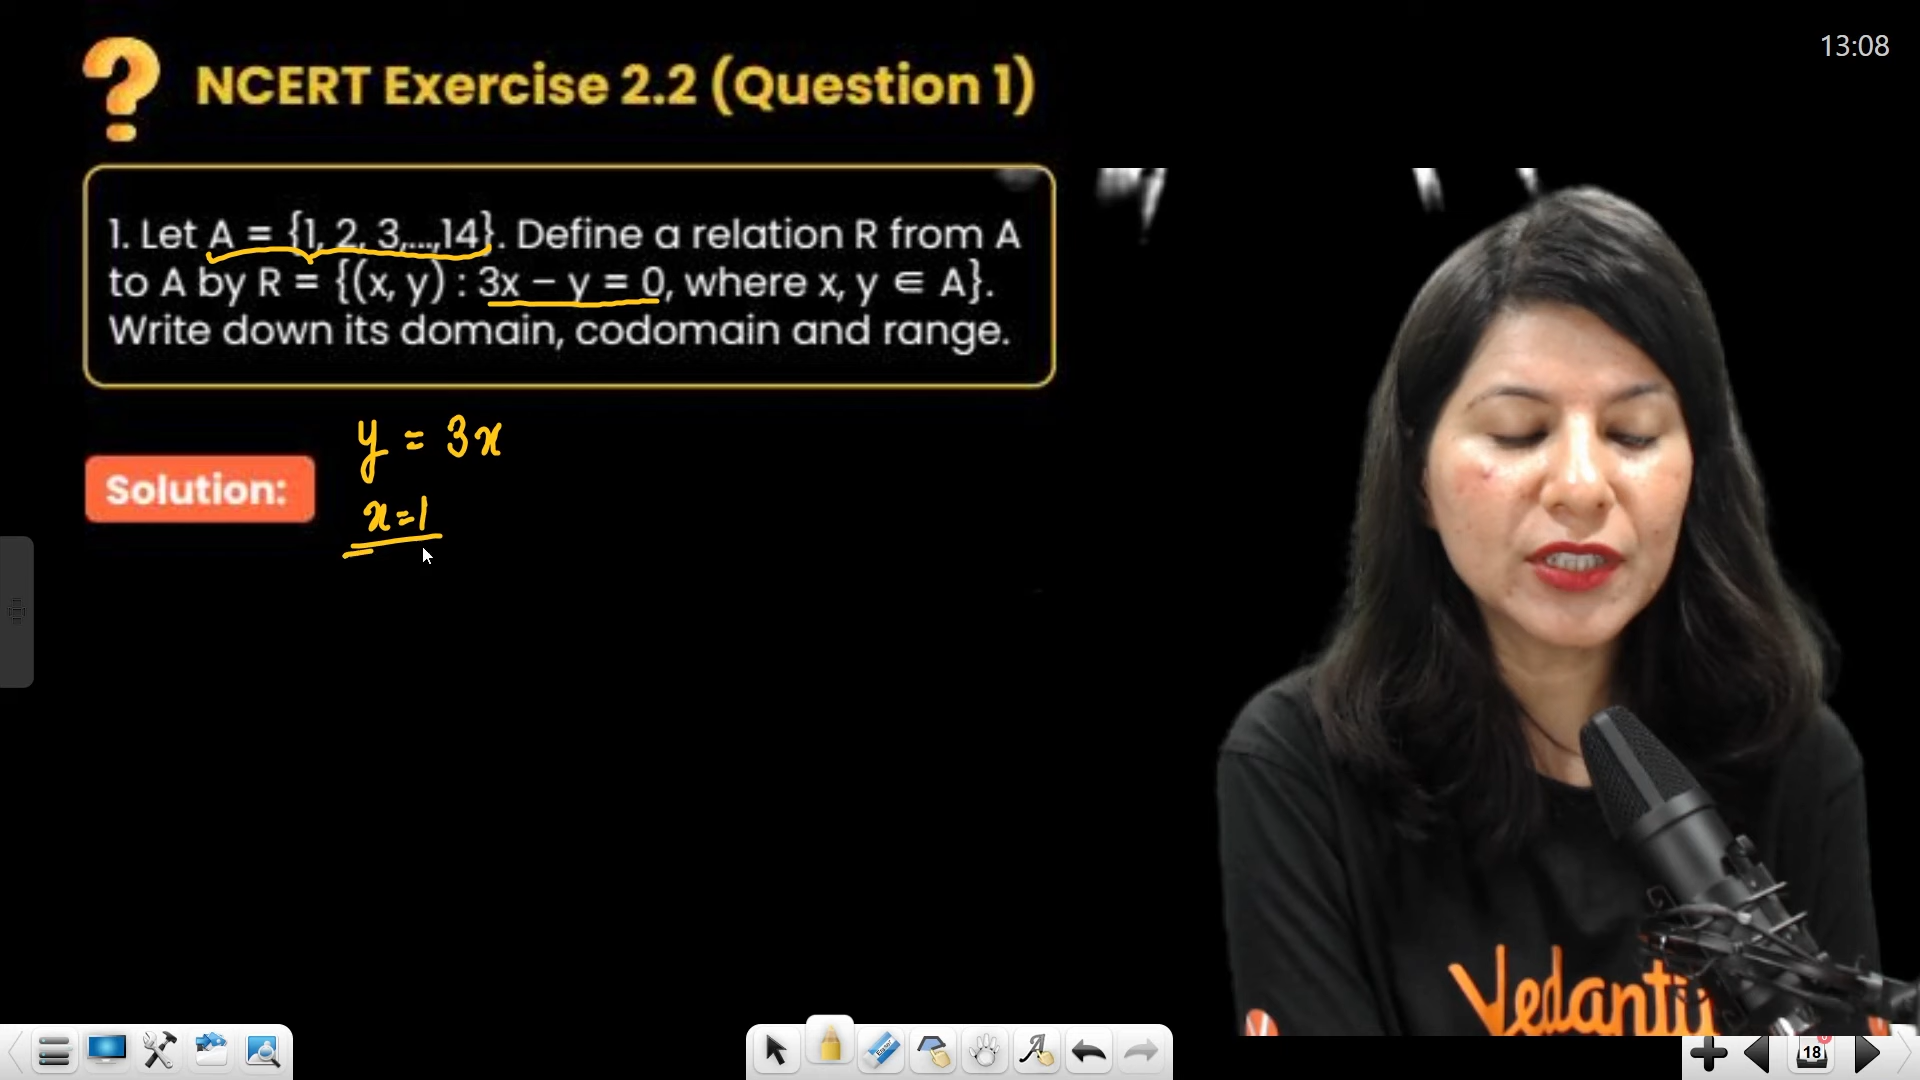 13:08
NCERT Exercise 2.2 (Question 1)
1. Let A = {1, 2, 3,...,14}. Define a relation R from A
to A by R = {(x, y) : 3x – y = 0, where x, y ∈ A}.
Write down its domain, codomain and range.
y = 3x
Solution:
x=1
Vedantu
18